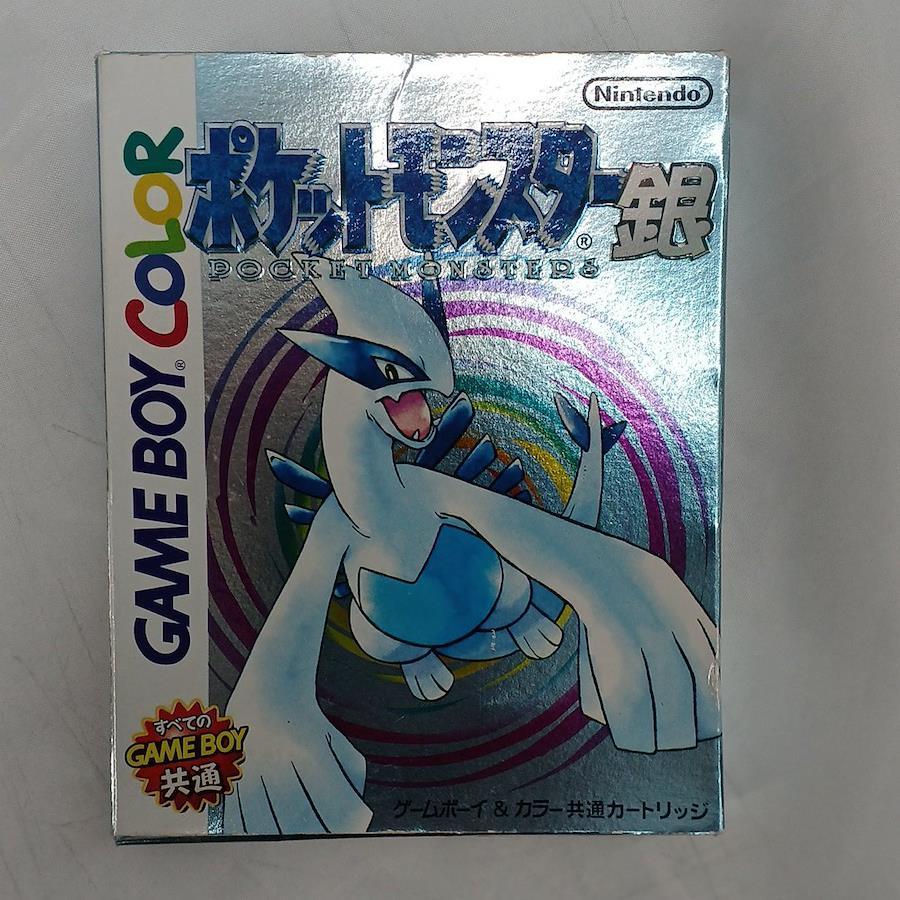 Nintendo®
ポケットモンスター銀
®
POCKET MONSTERS
GAME BOY® COLOR
すべての
GAME BOY
共通
ゲームボーイ & カラー共通カートリッジ